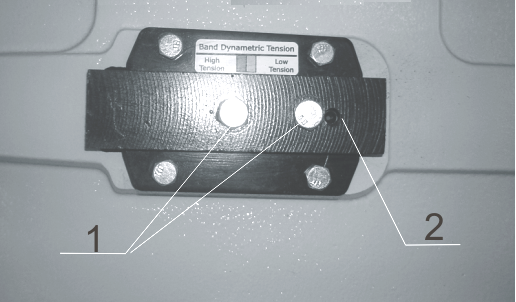 Band Dynametric Tension
High Low
Tension Tension
1 2